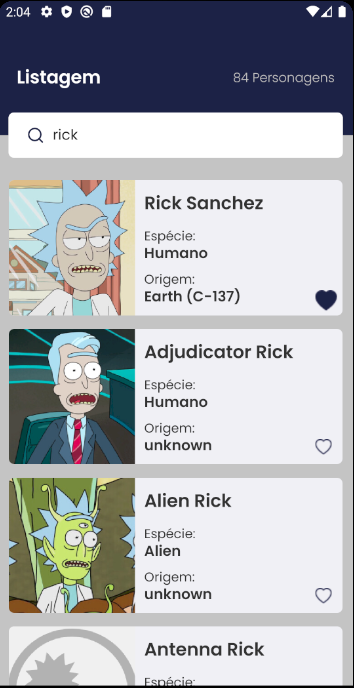 2:04
Listagem
84 Personagens
rick
Rick Sanchez
Espécie:
Humano
Origem:
Earth (C-137)
Adjudicator Rick
Espécie:
Humano
Origem:
unknown
Alien Rick
Espécie:
Alien
Origem:
unknown
Antenna Rick
Espécie: